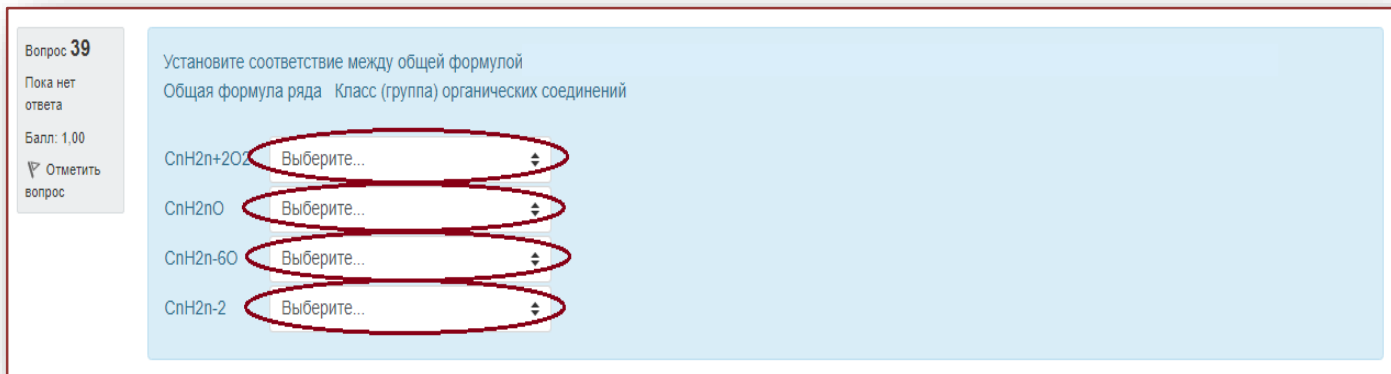 Вопрос 39
Пока нет
ответа
Балл: 1,00
Отметить
вопрос
Установите соответствие между общей формулой
Общая формула ряда Класс (группа) органических соединений
CnH2n+2O2 Выберите...
CnH2nO Выберите...
CnH2n-6O Выберите...
CnH2n-2 Выберите...